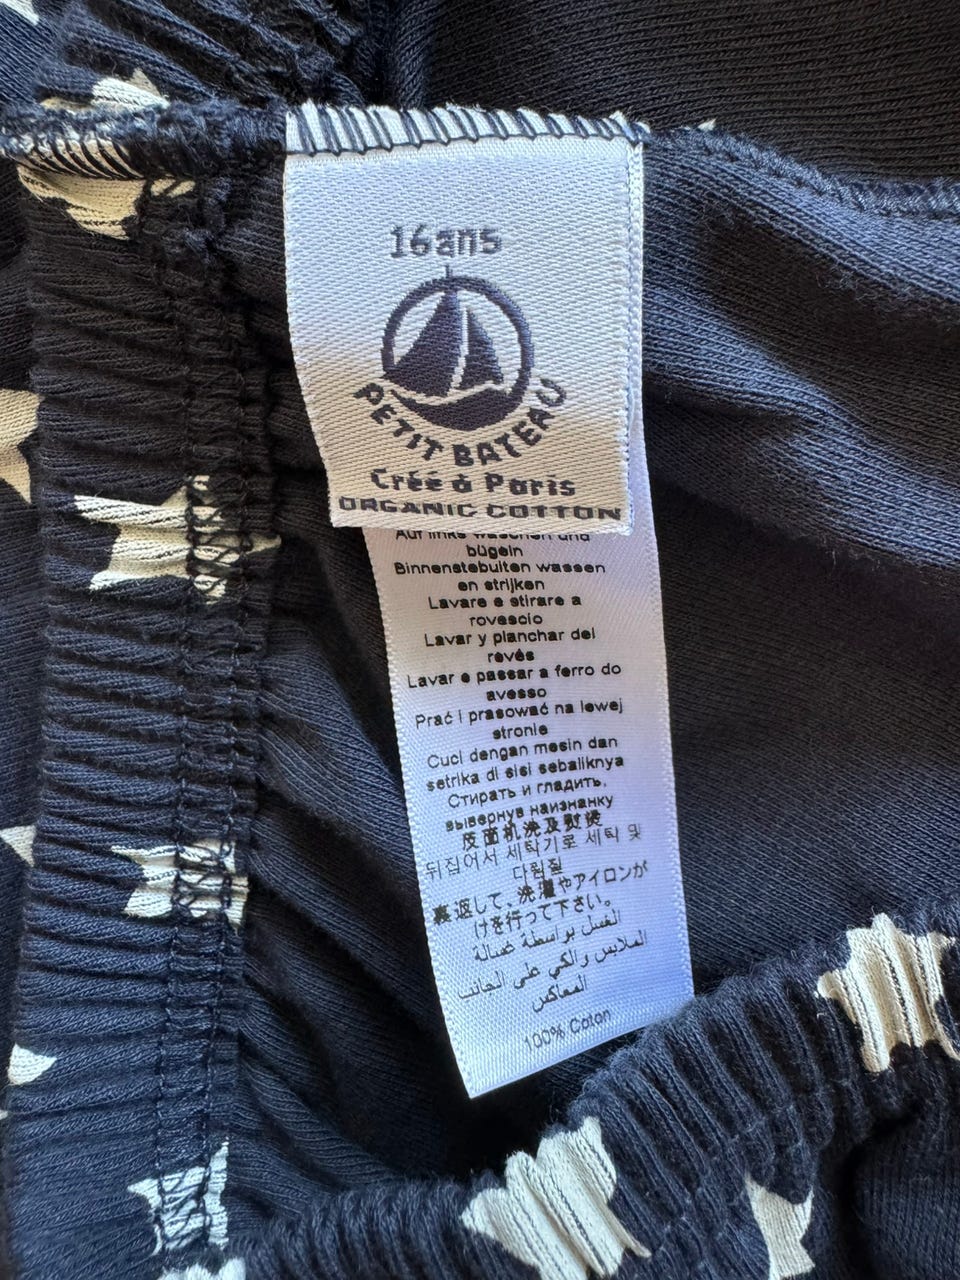 16ans
PETIT BATEAU
Créé à Paris
ORGANIC COTTON
Auf links waschen und
bügeln
Binnenstebuiten wassen
en strijken
Lavare e stirare a
rovescio
Lavar y planchar del
revés
Lavar e passar a ferro do
avesso
Prać i prasować na lewej
stronie
Cuci dengan mesin dan
setrika di sisi sebaliknya
Стирать и гладить,
вывернув наизнанку
反面机洗及熨烫
뒤집어서 세탁기로 세탁 및
다림질
裏返して、洗濯やアイロンが
けを行って下さい。
الغسل بواسطة غسالة
الملابس والكي على الجانب
المعاكس
100% Coton